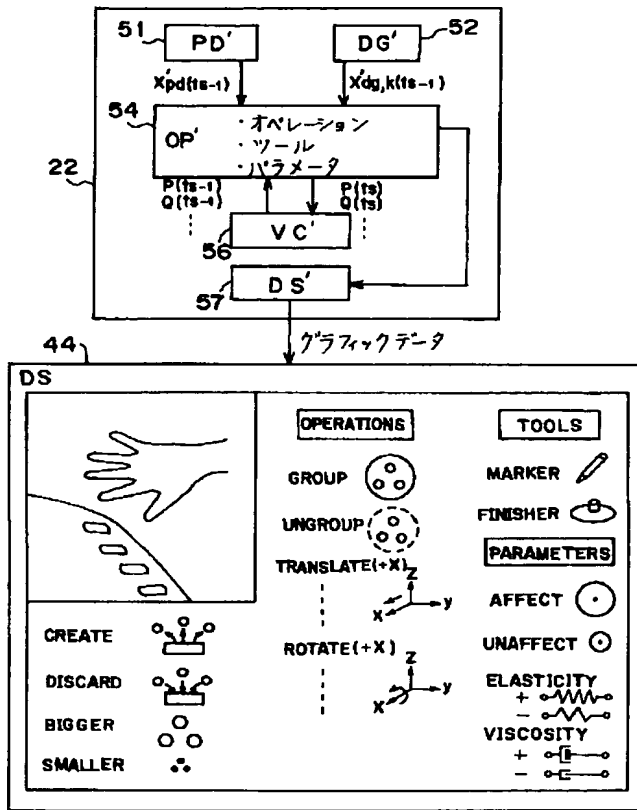 51
PD'
DG'
52
X'pd(ts-1)
X'dg,k(ts-1)
54
OP'
・オペレーション
・ツール
・パラメータ
22
P(ts-1)
Q(ts-1)
P(ts)
Q(ts)
56
VC'
57
DS'
グラフィックデータ
44
DS
OPERATIONS
GROUP
UNGROUP
TRANSLATE(+X)
Z
X
y
ROTATE(+X)
Z
X
y
TOOLS
MARKER
FINISHER
PARAMETERS
AFFECT
UNAFFECT
ELASTICITY
+
−
VISCOSITY
+
−
CREATE
DISCARD
BIGGER
SMALLER